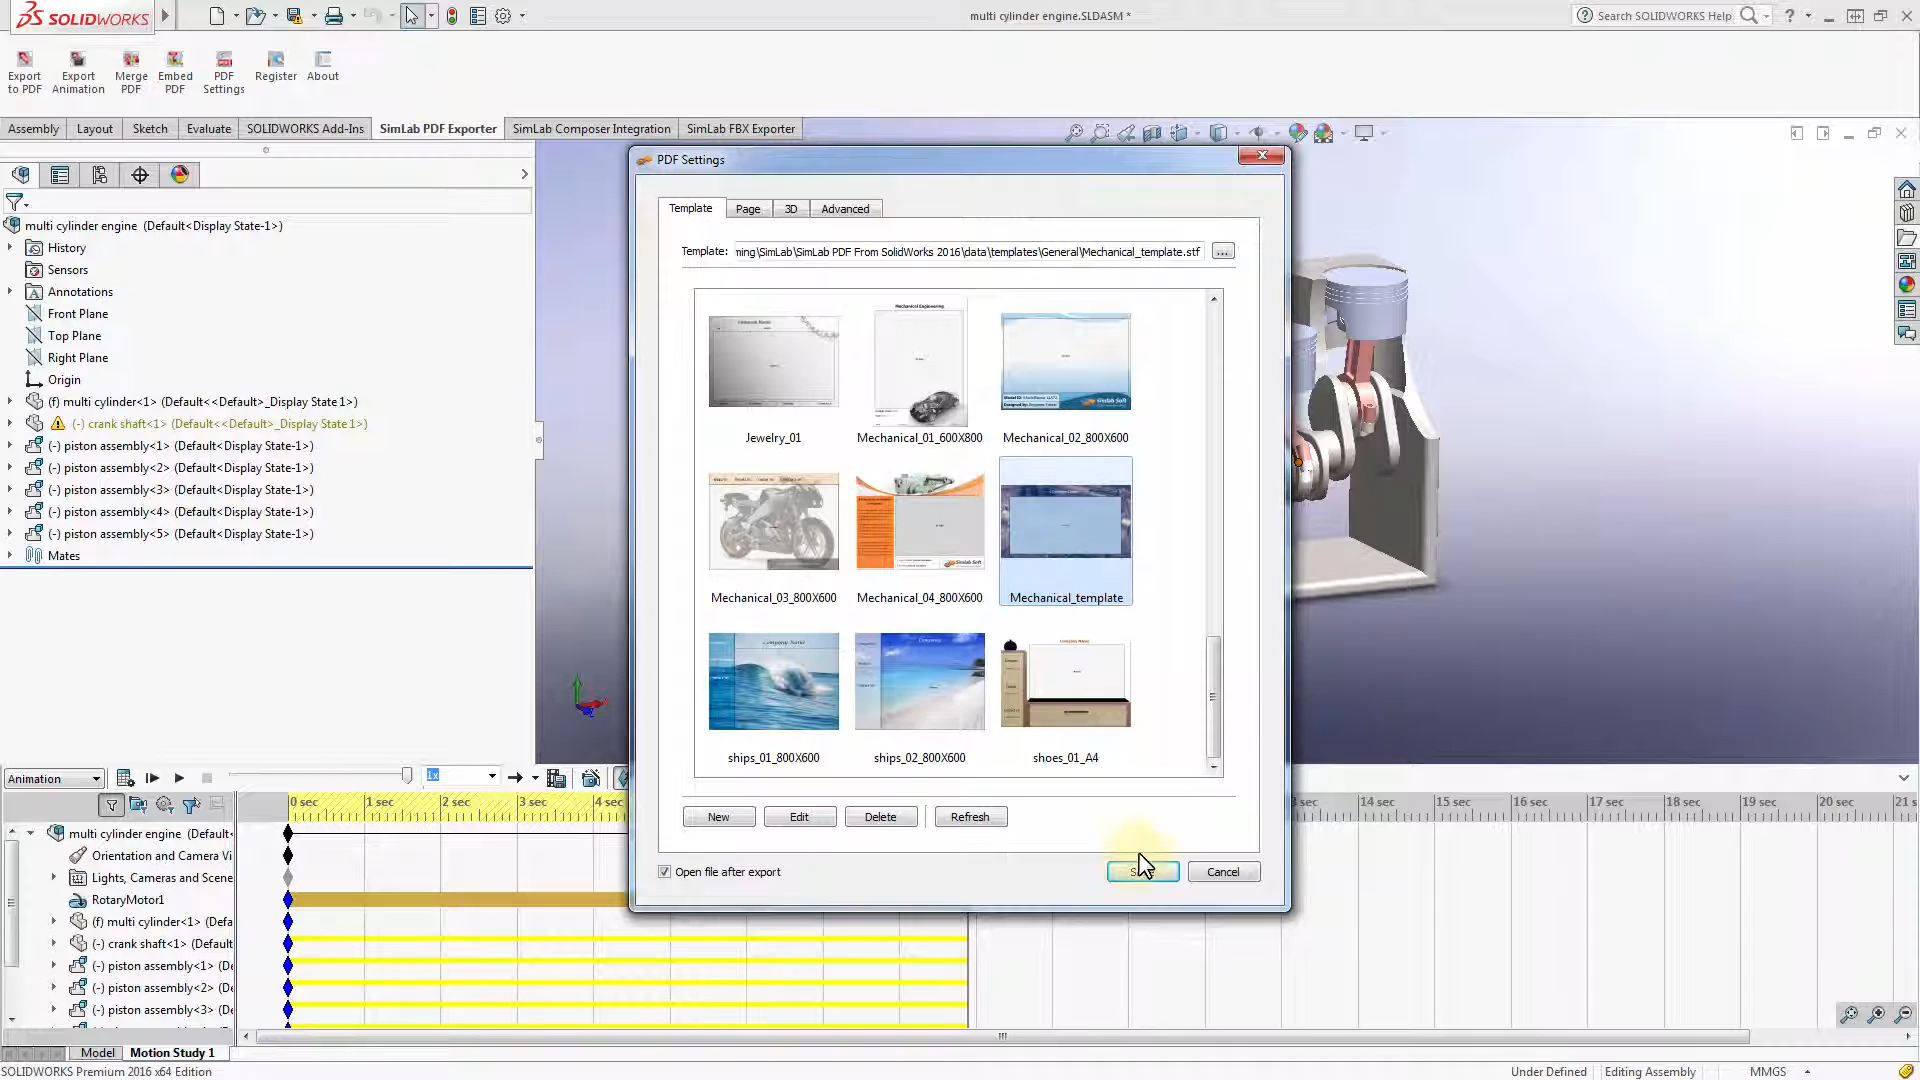 SOLIDWORKS
multi cylinder engine.SLDASM *
Search SOLIDWORKS Help
Export to PDF
Export Animation
Merge PDF
Embed PDF
PDF Settings
Register
About
Assembly
Layout
Sketch
Evaluate
SOLIDWORKS Add-Ins
SimLab PDF Exporter
SimLab Composer Integration
SimLab FBX Exporter
multi cylinder engine (Default<Display State-1>)
History
Sensors
Annotations
Front Plane
Top Plane
Right Plane
Origin
(f) multi cylinder<1> (Default<<Default>_Display State 1>)
(-) crank shaft<1> (Default<<Default>_Display State 1>)
(-) piston assembly<1> (Default<Display State-1>)
(-) piston assembly<2> (Default<Display State-1>)
(-) piston assembly<3> (Default<Display State-1>)
(-) piston assembly<4> (Default<Display State-1>)
(-) piston assembly<5> (Default<Display State-1>)
Mates
PDF Settings
Template
Page
3D
Advanced
Template:
ming\SimLab\SimLab PDF From SolidWorks 2016\data\templates\General\Mechanical_template.stf
...
Mechanical Engineering
Jewelry_01
Mechanical_01_600X800
Mechanical_02_800X600
Mechanical_03_800X600
Mechanical_04_800X600
Mechanical_template
Company Name
ships_01_800X600
ships_02_800X600
shoes_01_A4
New
Edit
Delete
Refresh
Open file after export
Cancel
Animation
1x
0 sec
1 sec
2 sec
3 sec
4 sec
3 sec
14 sec
15 sec
16 sec
17 sec
18 sec
19 sec
20 sec
21 s
multi cylinder engine (Default<
Orientation and Camera Vi
Lights, Cameras and Scene
RotaryMotor1
(f) multi cylinder<1> (Defa
(-) crank shaft<1> (Default
(-) piston assembly<1> (De
(-) piston assembly<2> (De
(-) piston assembly<3> (De
Model
Motion Study 1
SOLIDWORKS Premium 2016 x64 Edition
Under Defined
Editing Assembly
MMGS